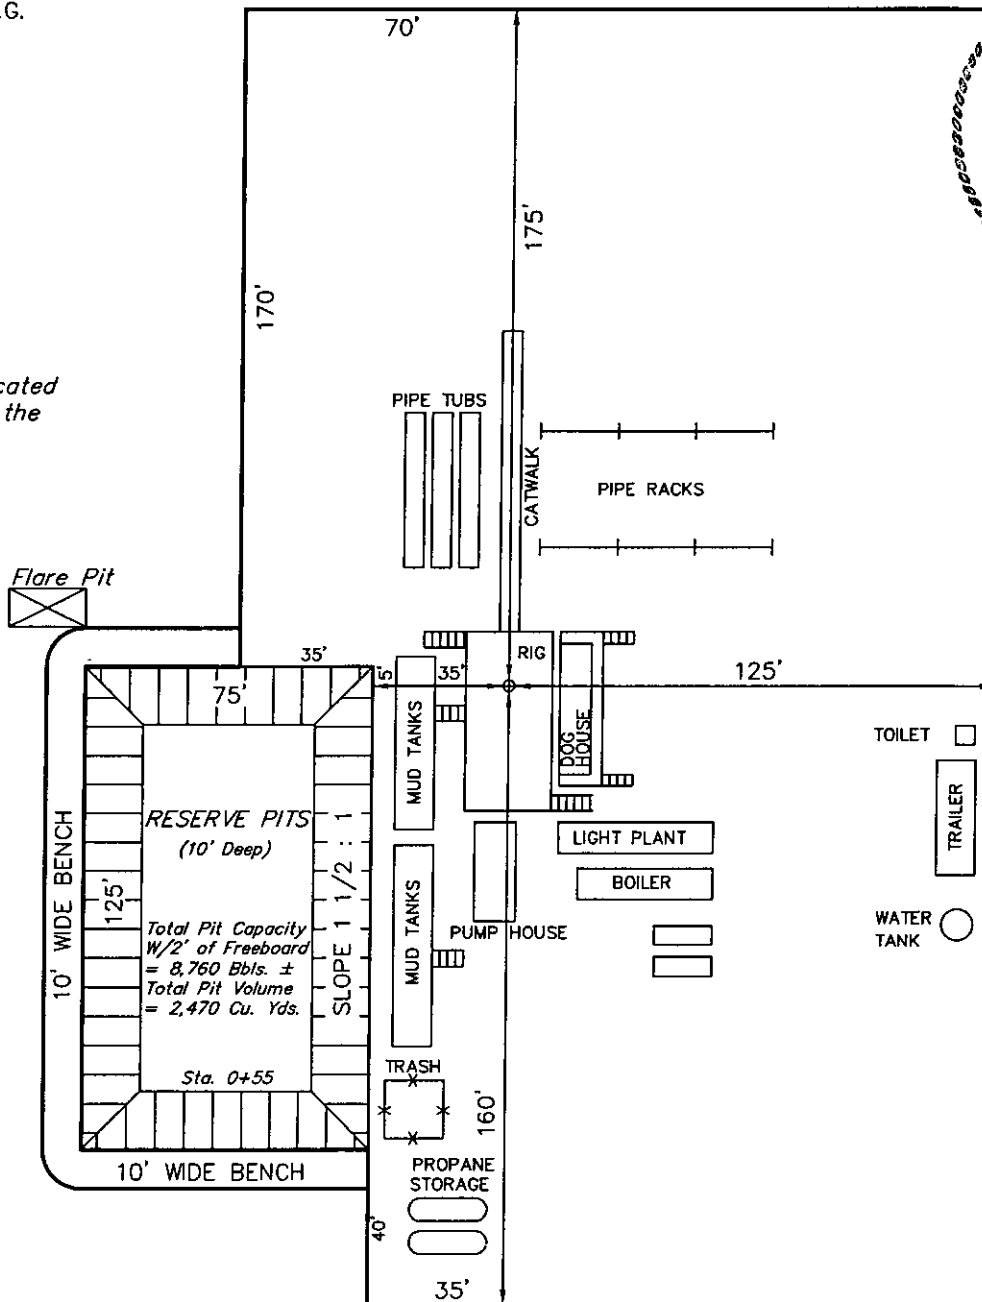 .G.
70'
175'
170'
cated
the
PIPE TUBS
CATWALK
PIPE RACKS
Flare Pit
35'
RIG
75'
5'
35'
125'
MUD TANKS
DOG
HOUSE
TOILET
TRAILER
RESERVE PITS
(10' Deep)
LIGHT PLANT
BOILER
10' WIDE BENCH
125'
SLOPE 1 1/2 : 1
MUD TANKS
PUMP HOUSE
WATER
TANK
Total Pit Capacity
W/2' of Freeboard
= 8,760 Bbls. ±
Total Pit Volume
= 2,470 Cu. Yds.
Sta. 0+55
TRASH
160'
10' WIDE BENCH
PROPANE
STORAGE
40'
35'